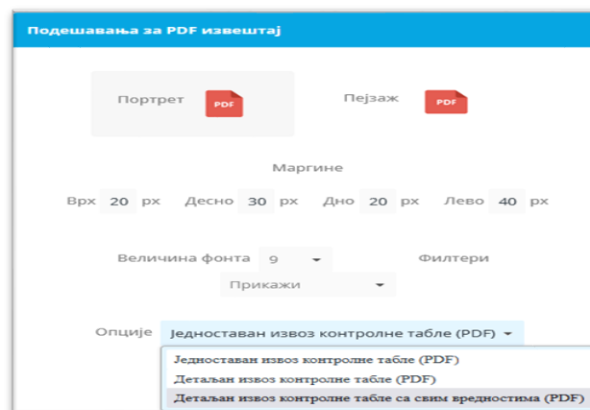 Подешавања за PDF извештај
Портрет PDF Пејзаж PDF
Маргине
Врх 20 px Десно 30 px Дно 20 px Лево 40 px
Величина фонта 9 Филтери
Прикажи
Опције Једноставан извоз контролне табле (PDF)
Једноставан извоз контролне табле (PDF)
Детаљан извоз контролне табле (PDF)
Детаљан извоз контролне табле са свим вредностима (PDF)